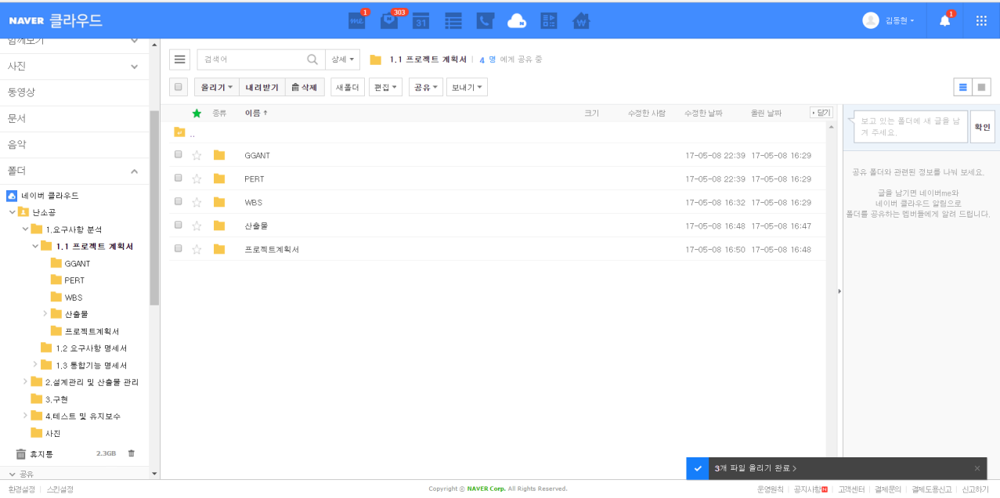 NAVER 클라우드
me 1
303
31
김동현
1
함께보기
사진
동영상
문서
음악
폴더
네이버 클라우드
난소공
1.요구사항 분석
1.1 프로젝트 계획서
GGANT
PERT
WBS
산출물
프로젝트계획서
1.2 요구사항 명세서
1.3 통합기능 명세서
2.설계관리 및 산출물 관리
3.구현
4.테스트 및 유지보수
사진
휴지통 2.3GB
공유
환경설정 | 스킨설정
검색어 상세 1.1 프로젝트 계획서 | 4 명 에게 공유 중
올리기 내려받기 삭제 새폴더 편집 공유 보내기
종류 이름 ↑ 크기 수정한 사람 수정한 날짜 올린 날짜 닫기
..
GGANT 17-05-08 22:39 17-05-08 16:29
PERT 17-05-08 22:39 17-05-08 16:29
WBS 17-05-08 16:32 17-05-08 16:29
산출물 17-05-08 16:48 17-05-08 16:47
프로젝트계획서 17-05-08 16:50 17-05-08 16:48
보고 있는 폴더에 새 글을 남
겨 주세요.
확인
공유 폴더와 관련된 정보를 나눠 보세요.
글을 남기면 네이버me와
네이버 클라우드 알림으로
폴더를 공유하는 멤버들에게 알려 드립니다.
3개 파일 올리기 완료 >
Copyright © NAVER Corp. All Rights Reserved.
운영원칙 | 공지사항 N | 고객센터 | 결제문의 | 결제도용신고 | 신고하기